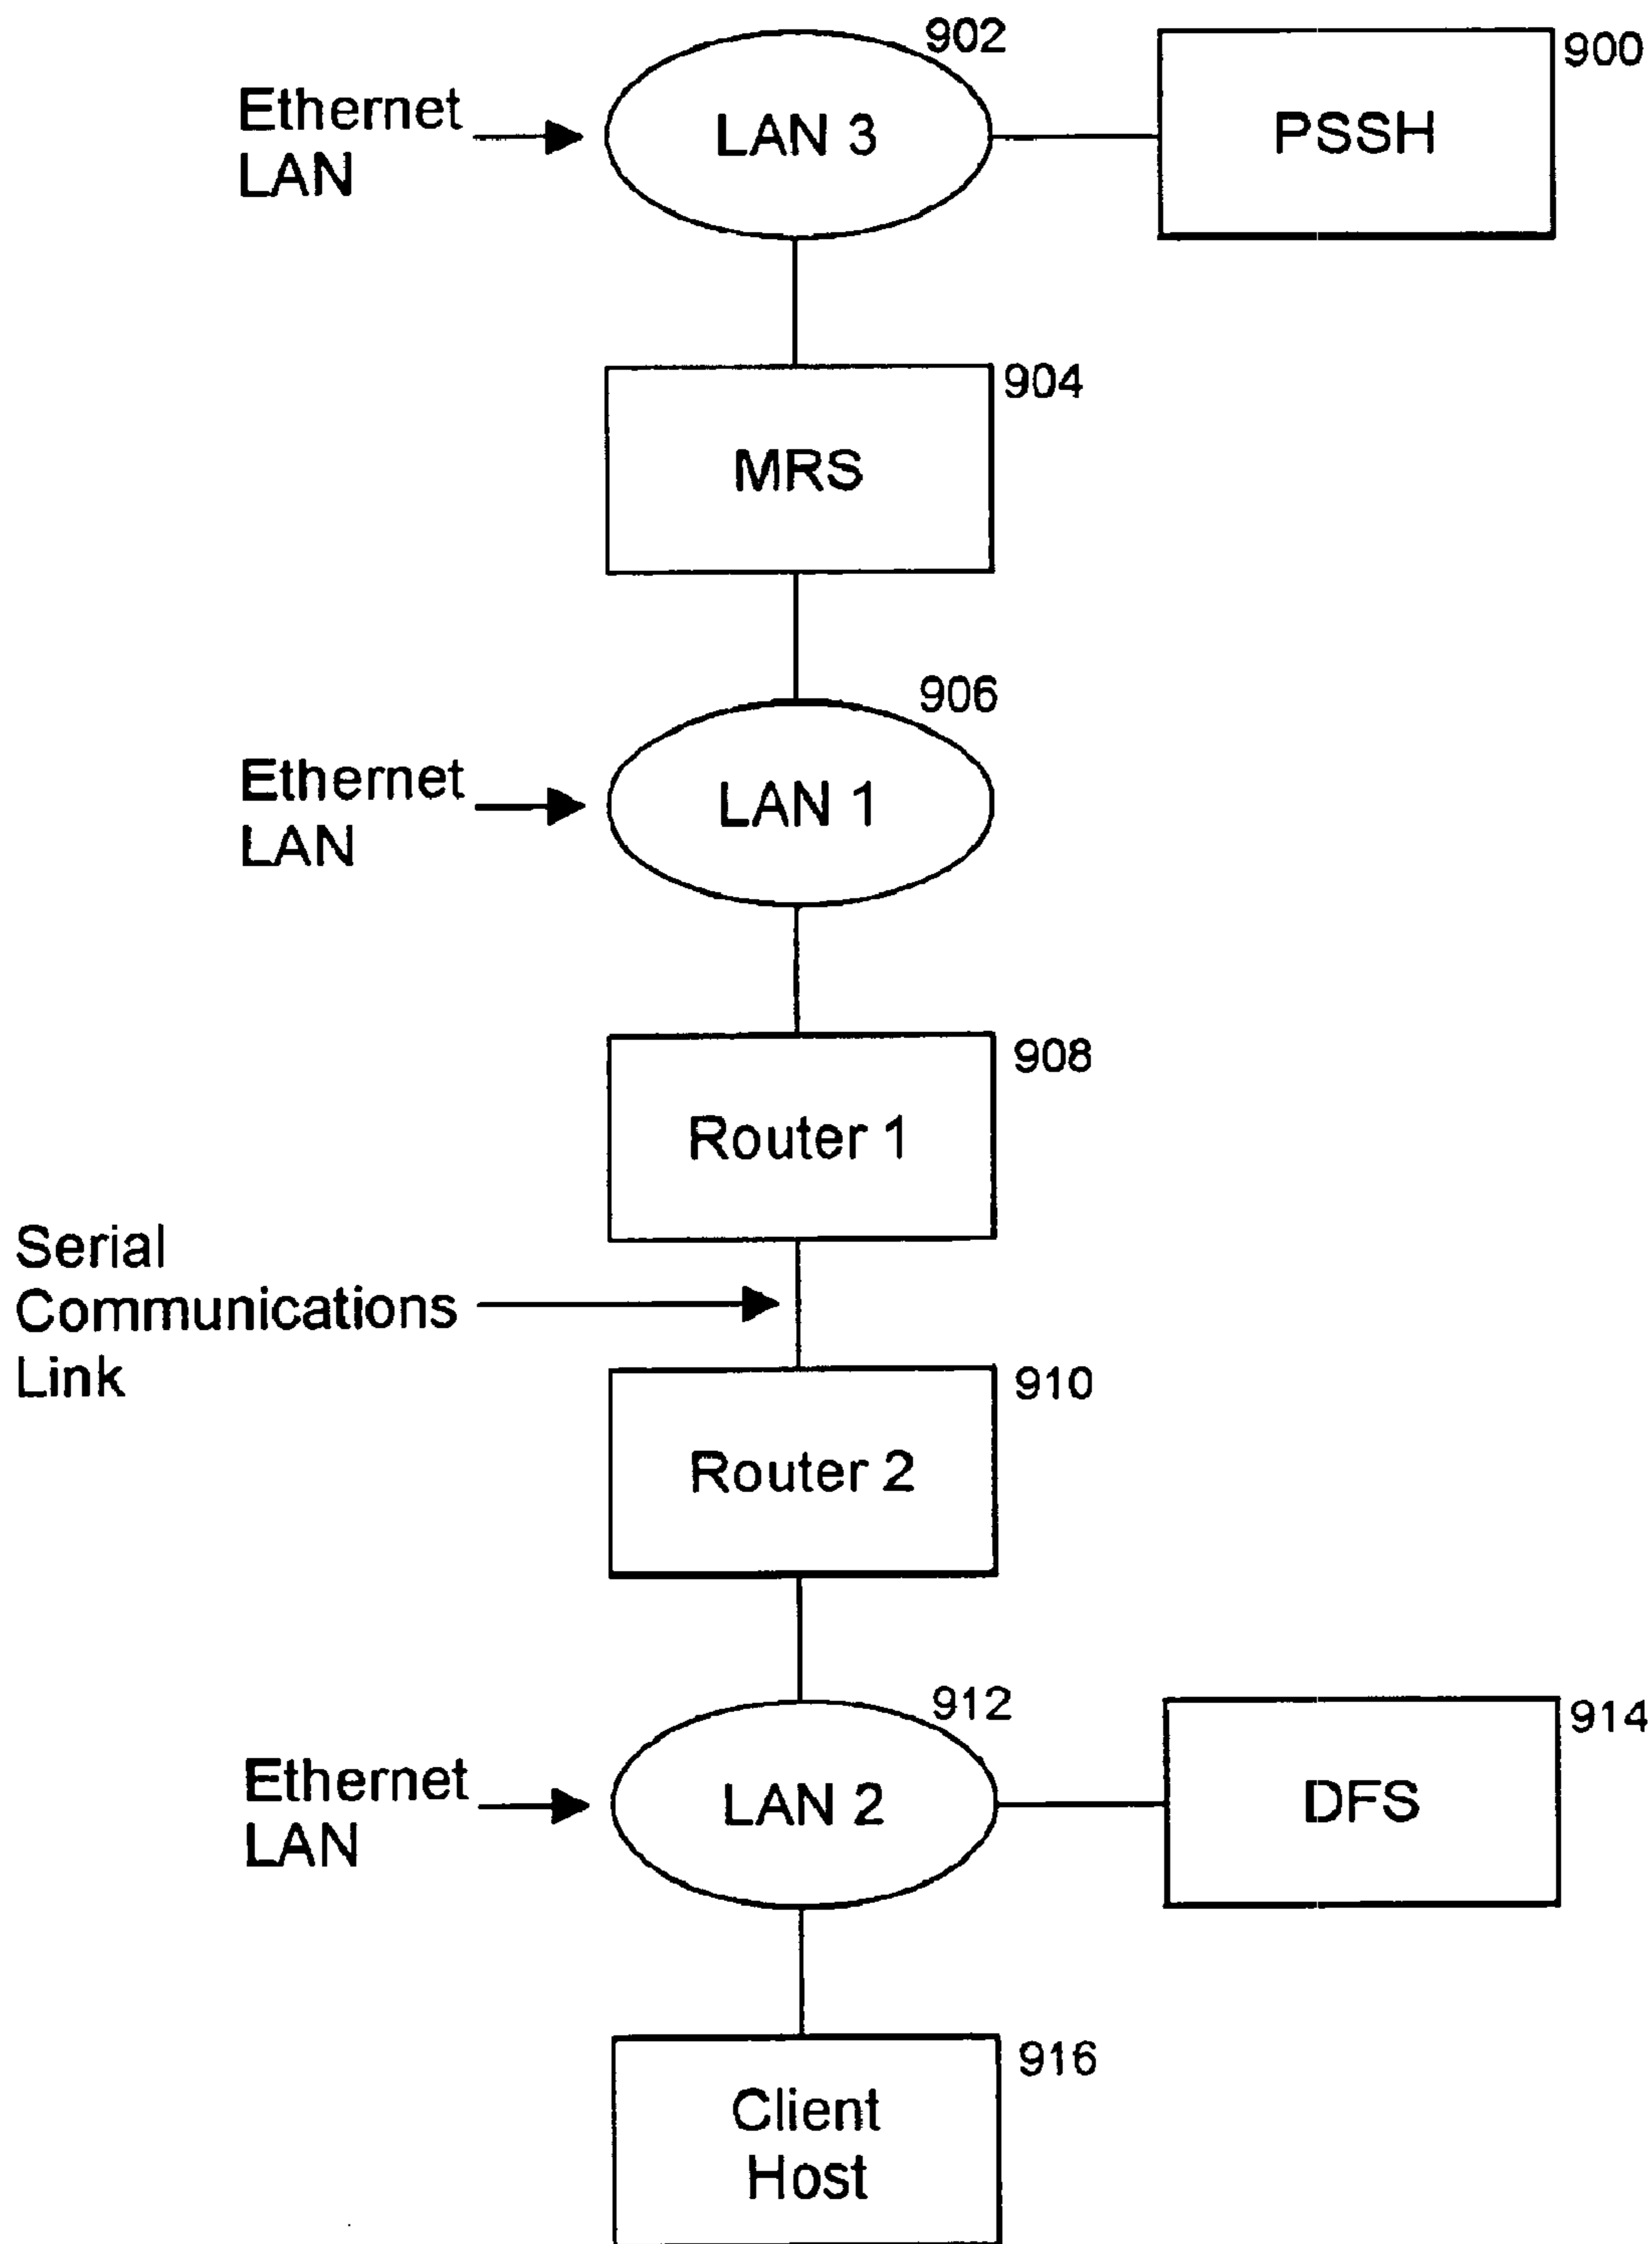 902
900
Ethernet
LAN
LAN 3
PSSH
904
MRS
906
Ethernet
LAN
LAN 1
908
Router 1
Serial
Communications
Link
910
Router 2
912
914
Ethernet
LAN
LAN 2
DFS
916
Client
Host